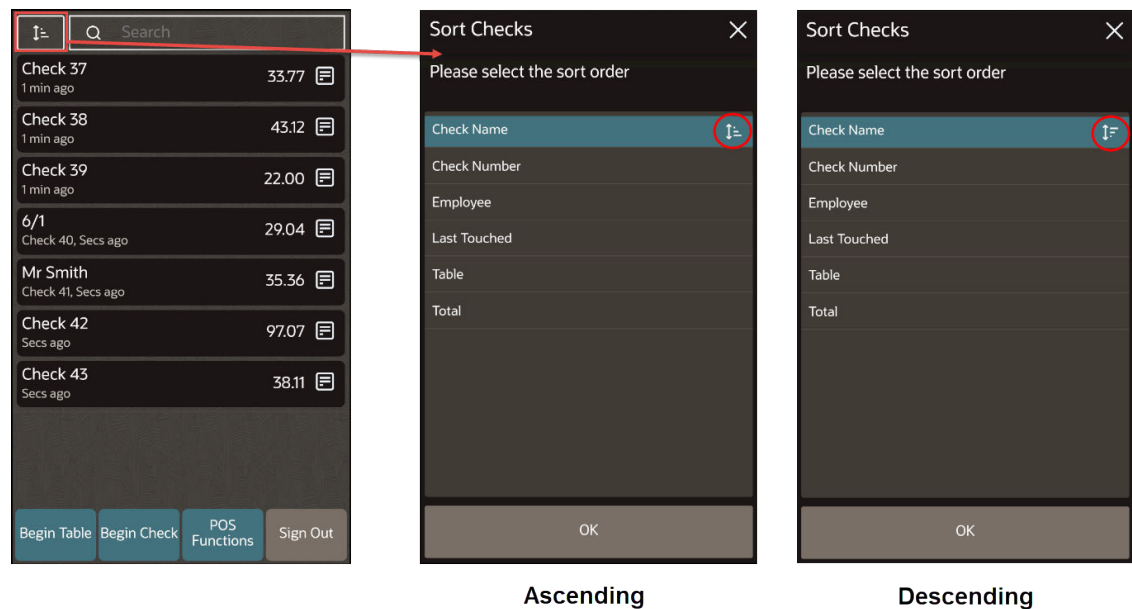 Search
Check 37
1 min ago
33.77
Check 38
1 min ago
43.12
Check 39
1 min ago
22.00
6/1
Check 40, Secs ago
29.04
Mr Smith
Check 41, Secs ago
35.36
Check 42
Secs ago
97.07
Check 43
Secs ago
38.11
Begin Table
Begin Check
POS
Functions
Sign Out
Sort Checks
Please select the sort order
Check Name
Check Number
Employee
Last Touched
Table
Total
OK
Ascending
Sort Checks
Please select the sort order
Check Name
Check Number
Employee
Last Touched
Table
Total
OK
Descending